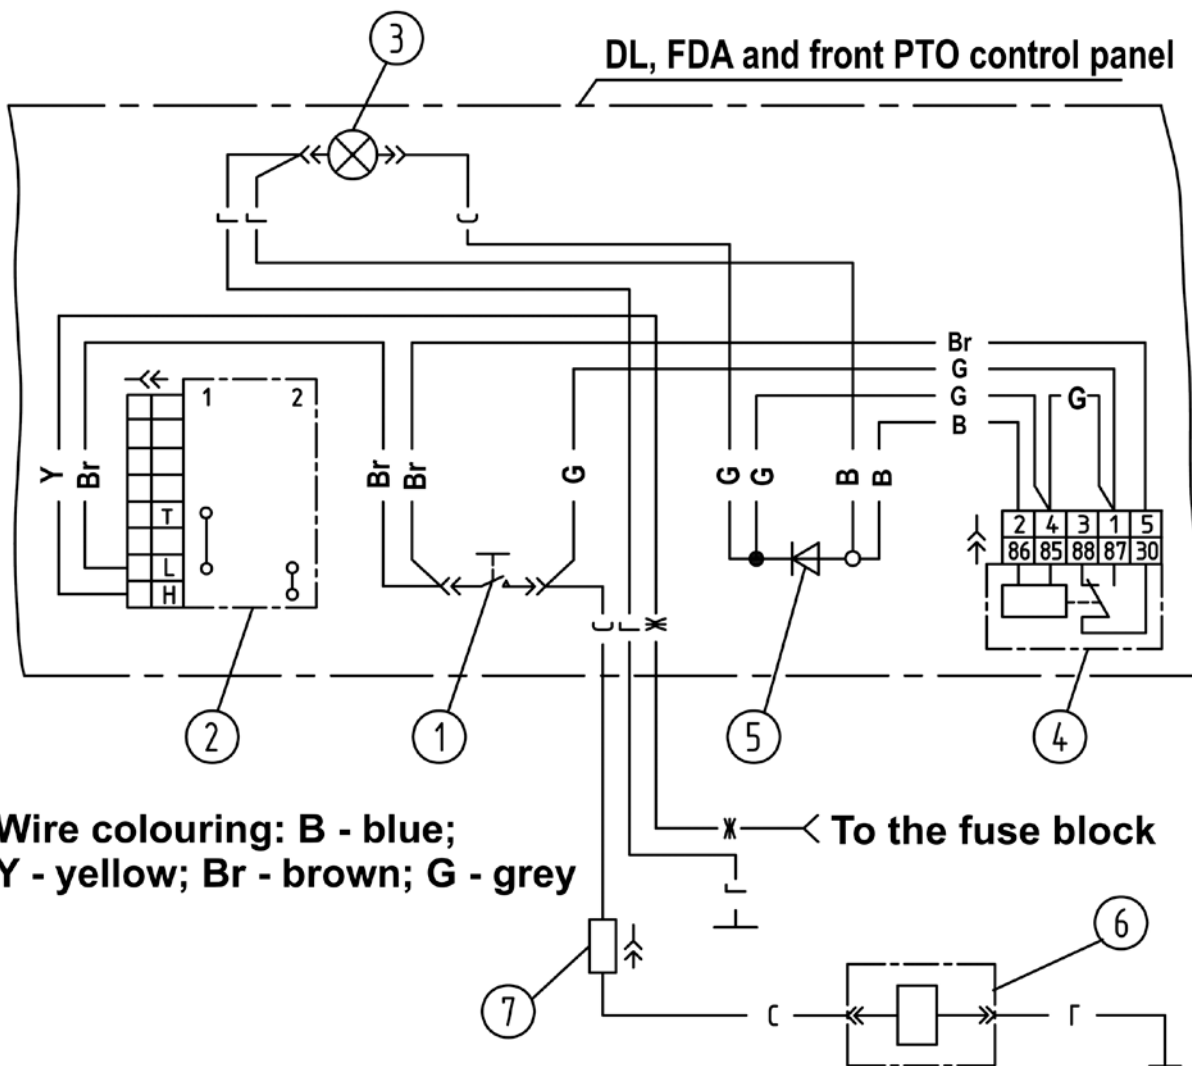 3
DL, FDA and front PTO control panel
Г Г С
Br
G
G G
B
1 2
Y Br Br Br G G G B B
T
L
H
2 4 3 1 5
86 85 88 87 30
С Г Ж
2 1 5 4
Wire colouring: B - blue;
Y - yellow; Br - brown; G - grey
Ж To the fuse block
Г
6
7
С Г